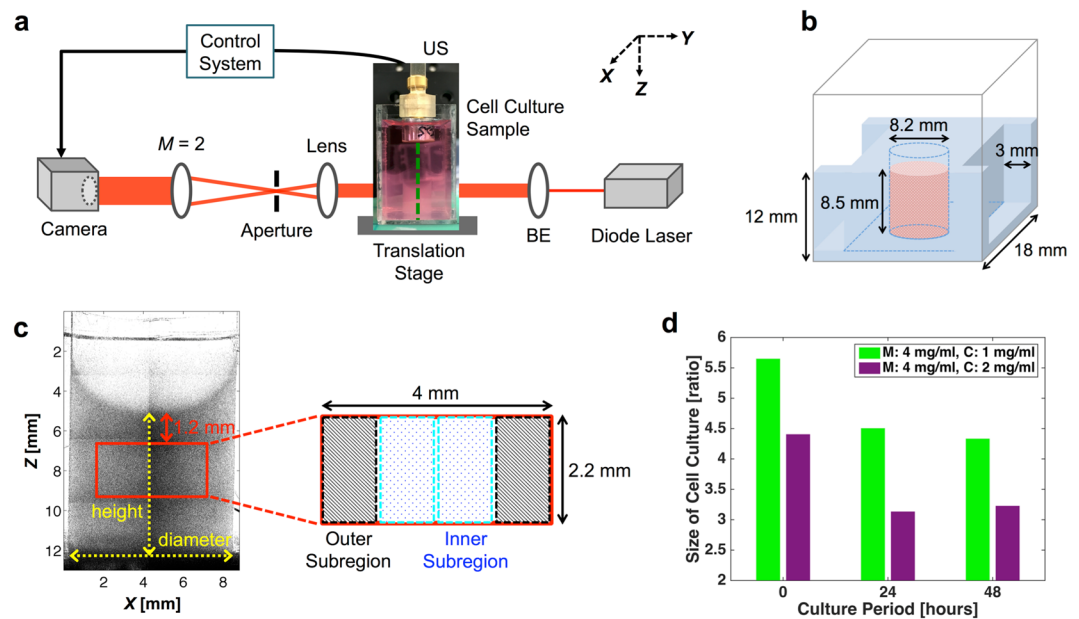 a
Control
System
US
Y
X
Z
Cell Culture
Sample
M = 2
Lens
Camera
Aperture
Translation
Stage
BE
Diode Laser
b
8.2 mm
3 mm
8.5 mm
12 mm
18 mm
c
2
4
6
8
10
12
Z [mm]
1.2 mm
height
diameter
2 4 6 8
X [mm]
4 mm
2.2 mm
Outer
Subregion
Inner
Subregion
d
M: 4 mg/ml, C: 1 mg/ml
M: 4 mg/ml, C: 2 mg/ml
Size of Cell Culture [ratio]
6
5.5
5
4.5
4
3.5
3
2.5
2
0 24 48
Culture Period [hours]